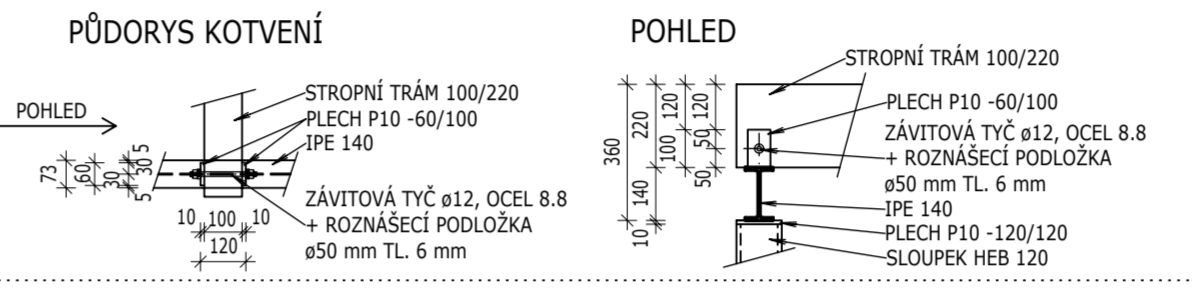 PŮDORYS KOTVENÍ
POHLED
STROPNÍ TRÁM 100/220
PLECH P10 -60/100
IPE 140
ZÁVITOVÁ TYČ ø12, OCEL 8.8
+ ROZNÁŠECÍ PODLOŽKA
ø50 mm TL. 6 mm
73
60
30 30
5
5
10 100 10
120
POHLED
STROPNÍ TRÁM 100/220
PLECH P10 -60/100
ZÁVITOVÁ TYČ ø12, OCEL 8.8
+ ROZNÁŠECÍ PODLOŽKA
ø50 mm TL. 6 mm
IPE 140
PLECH P10 -120/120
SLOUPEK HEB 120
360
220
140
10
120
100
120
50
50